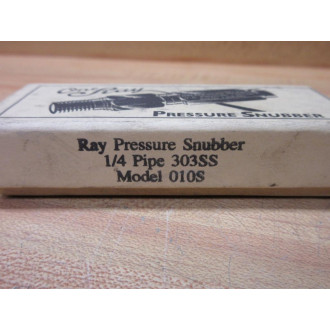 PRESSURE SNUBBER
Ray Pressure Snubber
1/4 Pipe 303SS
Model 010S